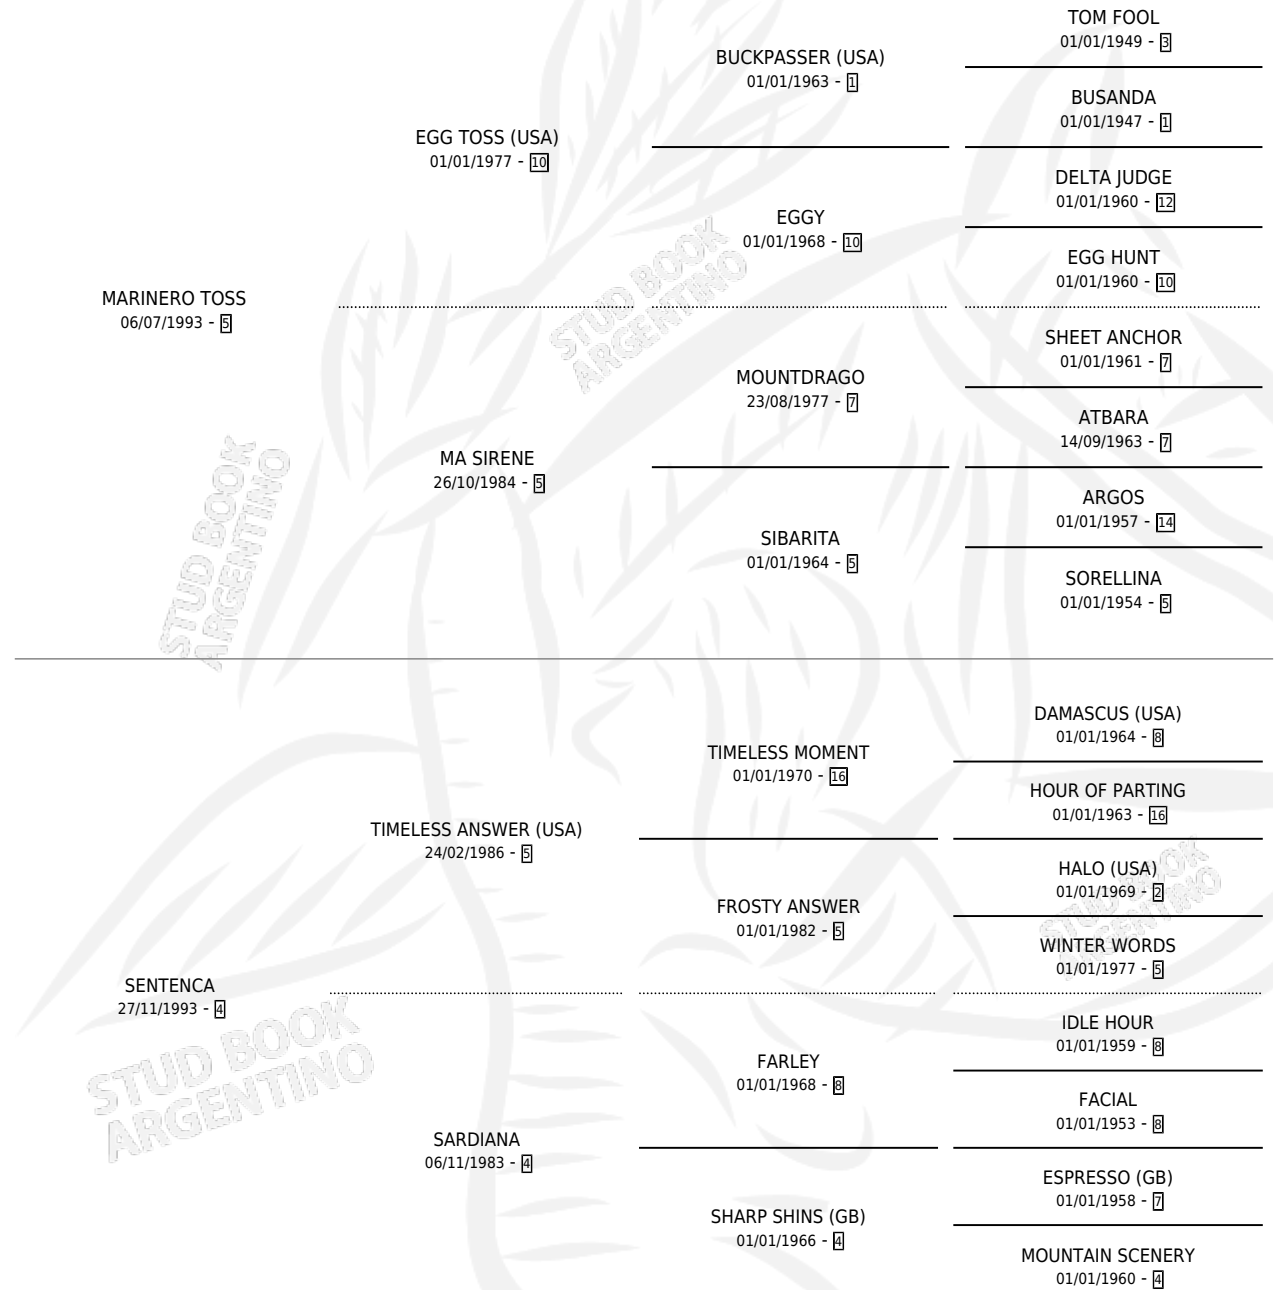 TOM FOOL
01/01/1949 - 3
BUCKPASSER (USA)
01/01/1963 - 1
BUSANDA
01/01/1947 - 1
EGG TOSS (USA)
01/01/1977 - 10
DELTA JUDGE
01/01/1960 - 12
EGGY
01/01/1968 - 10
EGG HUNT
01/01/1960 - 10
MARINERO TOSS
06/07/1993 - 5
SHEET ANCHOR
01/01/1961 - 7
MOUNTDRAGO
23/08/1977 - 7
ATBARA
14/09/1963 - 7
MA SIRENE
26/10/1984 - 5
ARGOS
01/01/1957 - 14
SIBARITA
01/01/1964 - 5
SORELLINA
01/01/1954 - 5
DAMASCUS (USA)
01/01/1964 - 8
TIMELESS MOMENT
01/01/1970 - 16
HOUR OF PARTING
01/01/1963 - 16
TIMELESS ANSWER (USA)
24/02/1986 - 5
HALO (USA)
01/01/1969 - 2
FROSTY ANSWER
01/01/1982 - 5
WINTER WORDS
01/01/1977 - 5
SENTENCA
27/11/1993 - 4
IDLE HOUR
01/01/1959 - 8
FARLEY
01/01/1968 - 8
FACIAL
01/01/1953 - 8
SARDIANA
06/11/1983 - 4
ESPRESSO (GB)
01/01/1958 - 7
SHARP SHINS (GB)
01/01/1966 - 4
MOUNTAIN SCENERY
01/01/1960 - 4
STUD BOOK
ARGENTINO
STUD BOOK
ARGENTINO
STUD BOOK
ARGENTINO
STUD BOOK
ARGENTINO